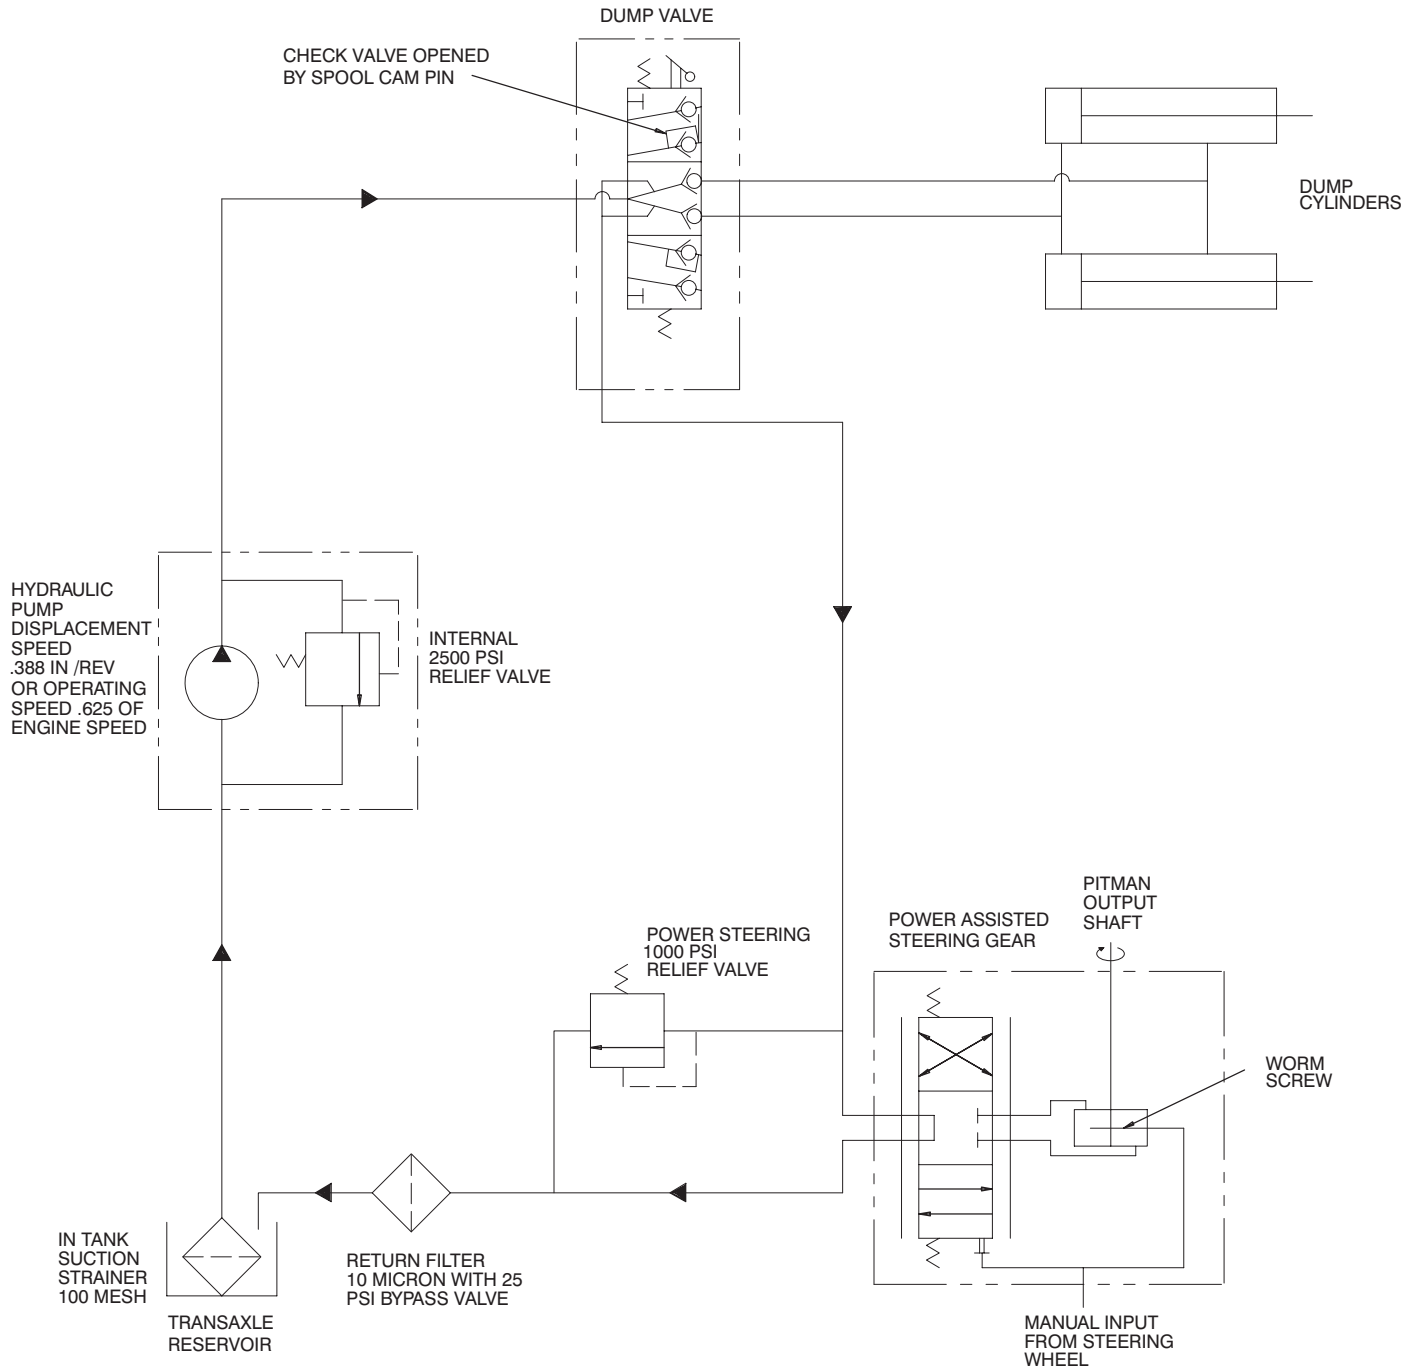 DUMP VALVE
CHECK VALVE OPENED
BY SPOOL CAM PIN
DUMP
CYLINDERS
HYDRAULIC
PUMP
DISPLACEMENT
SPEED
.388 IN /REV
OR OPERATING
SPEED .625 OF
ENGINE SPEED
INTERNAL
2500 PSI
RELIEF VALVE
PITMAN
OUTPUT
SHAFT
POWER ASSISTED
STEERING GEAR
POWER STEERING
1000 PSI
RELIEF VALVE
WORM
SCREW
IN TANK
SUCTION
STRAINER
100 MESH
TRANSAXLE
RESERVOIR
RETURN FILTER
10 MICRON WITH 25
PSI BYPASS VALVE
MANUAL INPUT
FROM STEERING
WHEEL